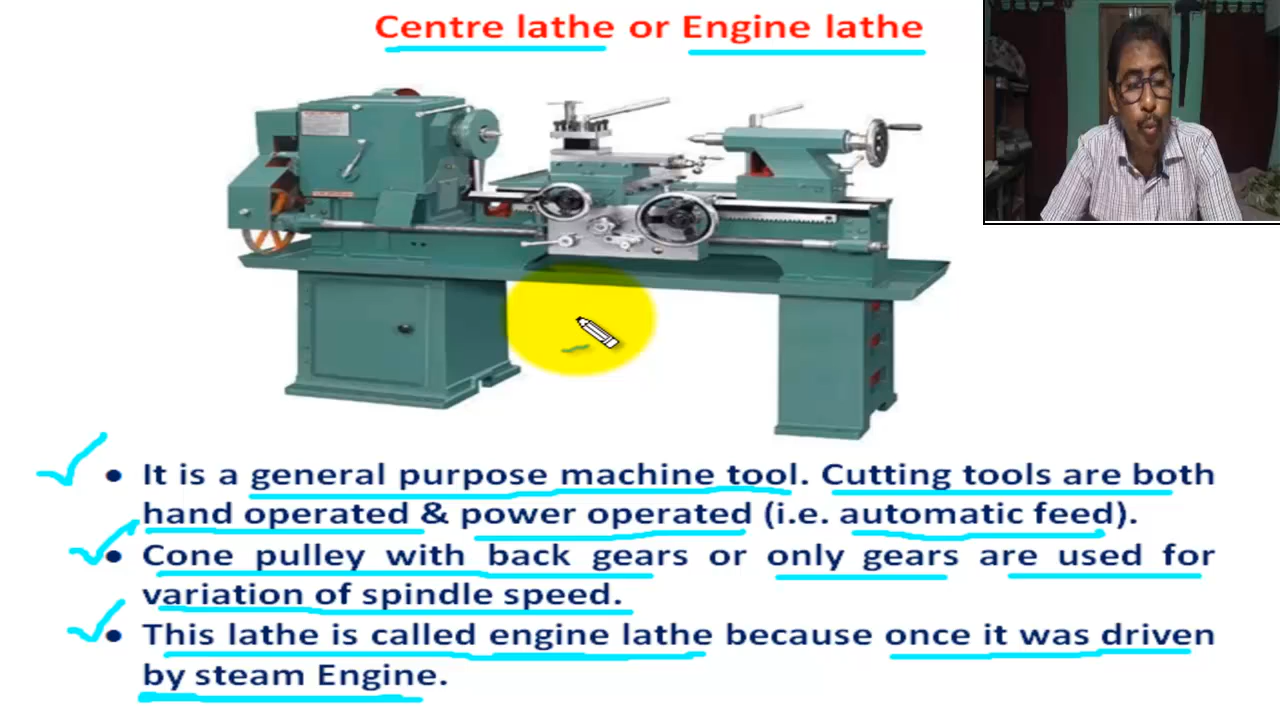 Centre lathe or Engine lathe
• It is a general purpose machine tool. Cutting tools are both
hand operated & power operated (i.e. automatic feed).
• Cone pulley with back gears or only gears are used for
variation of spindle speed.
• This lathe is called engine lathe because once it was driven
by steam Engine.